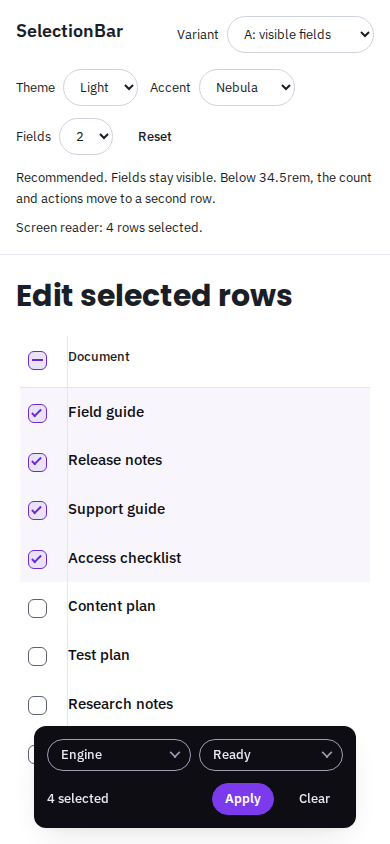 SelectionBar
Variant A: visible fields
Theme Light Accent Nebula
Fields 2 Reset
Recommended. Fields stay visible. Below 34.5rem, the count
and actions move to a second row.
Screen reader: 4 rows selected.
Edit selected rows
Document
Field guide
Release notes
Support guide
Access checklist
Content plan
Test plan
Research notes
Engine Ready
4 selected Apply Clear